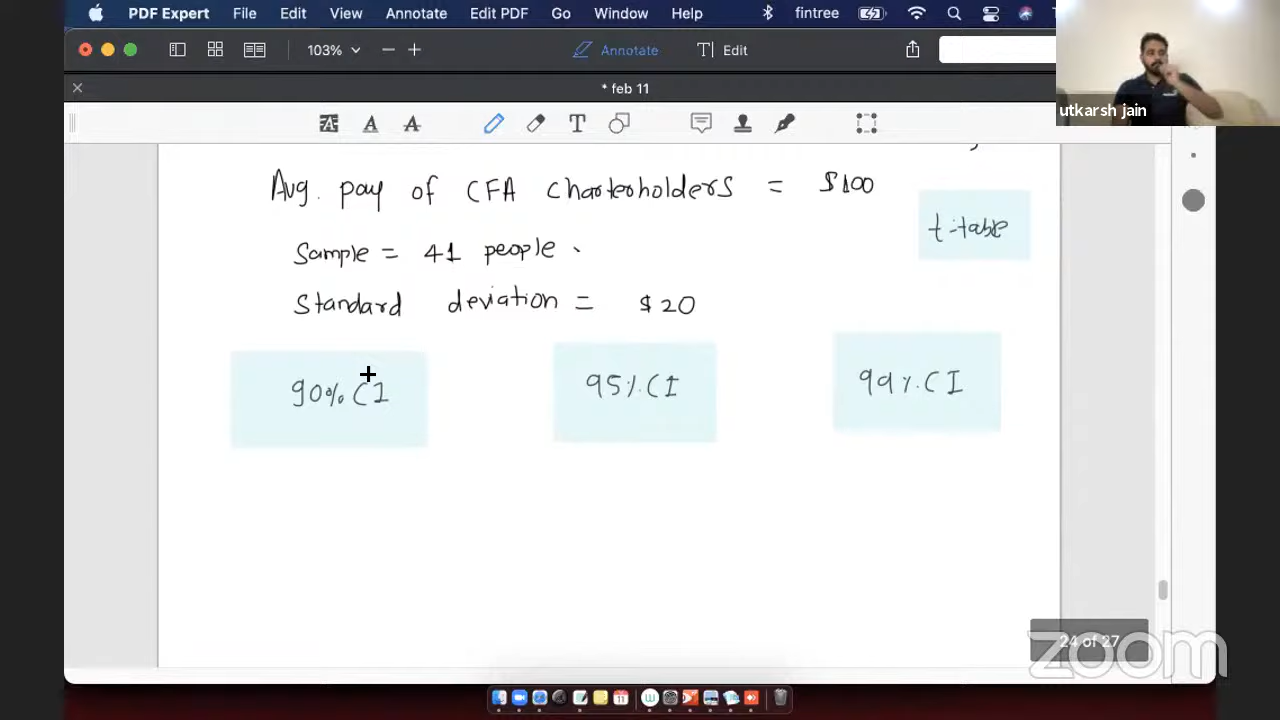 PDF Expert File Edit View Annotate Edit PDF Go Window Help fintree
103% Annotate T Edit
* feb 11
utkarsh jain
Avg. pay of CFA charterholders = $100
t-table
Sample = 41 people
Standard deviation = $20
90% CI 95% CI 99% CI
24 of 27
zoom